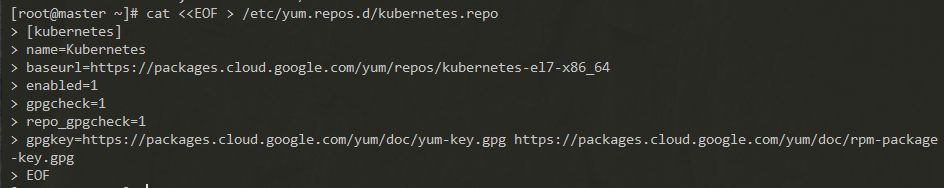 [root@master ~]# cat <<EOF > /etc/yum.repos.d/kubernetes.repo
> [kubernetes]
> name=Kubernetes
> baseurl=https://packages.cloud.google.com/yum/repos/kubernetes-el7-x86_64
> enabled=1
> gpgcheck=1
> repo_gpgcheck=1
> gpgkey=https://packages.cloud.google.com/yum/doc/yum-key.gpg https://packages.cloud.google.com/yum/doc/rpm-package
-key.gpg
> EOF